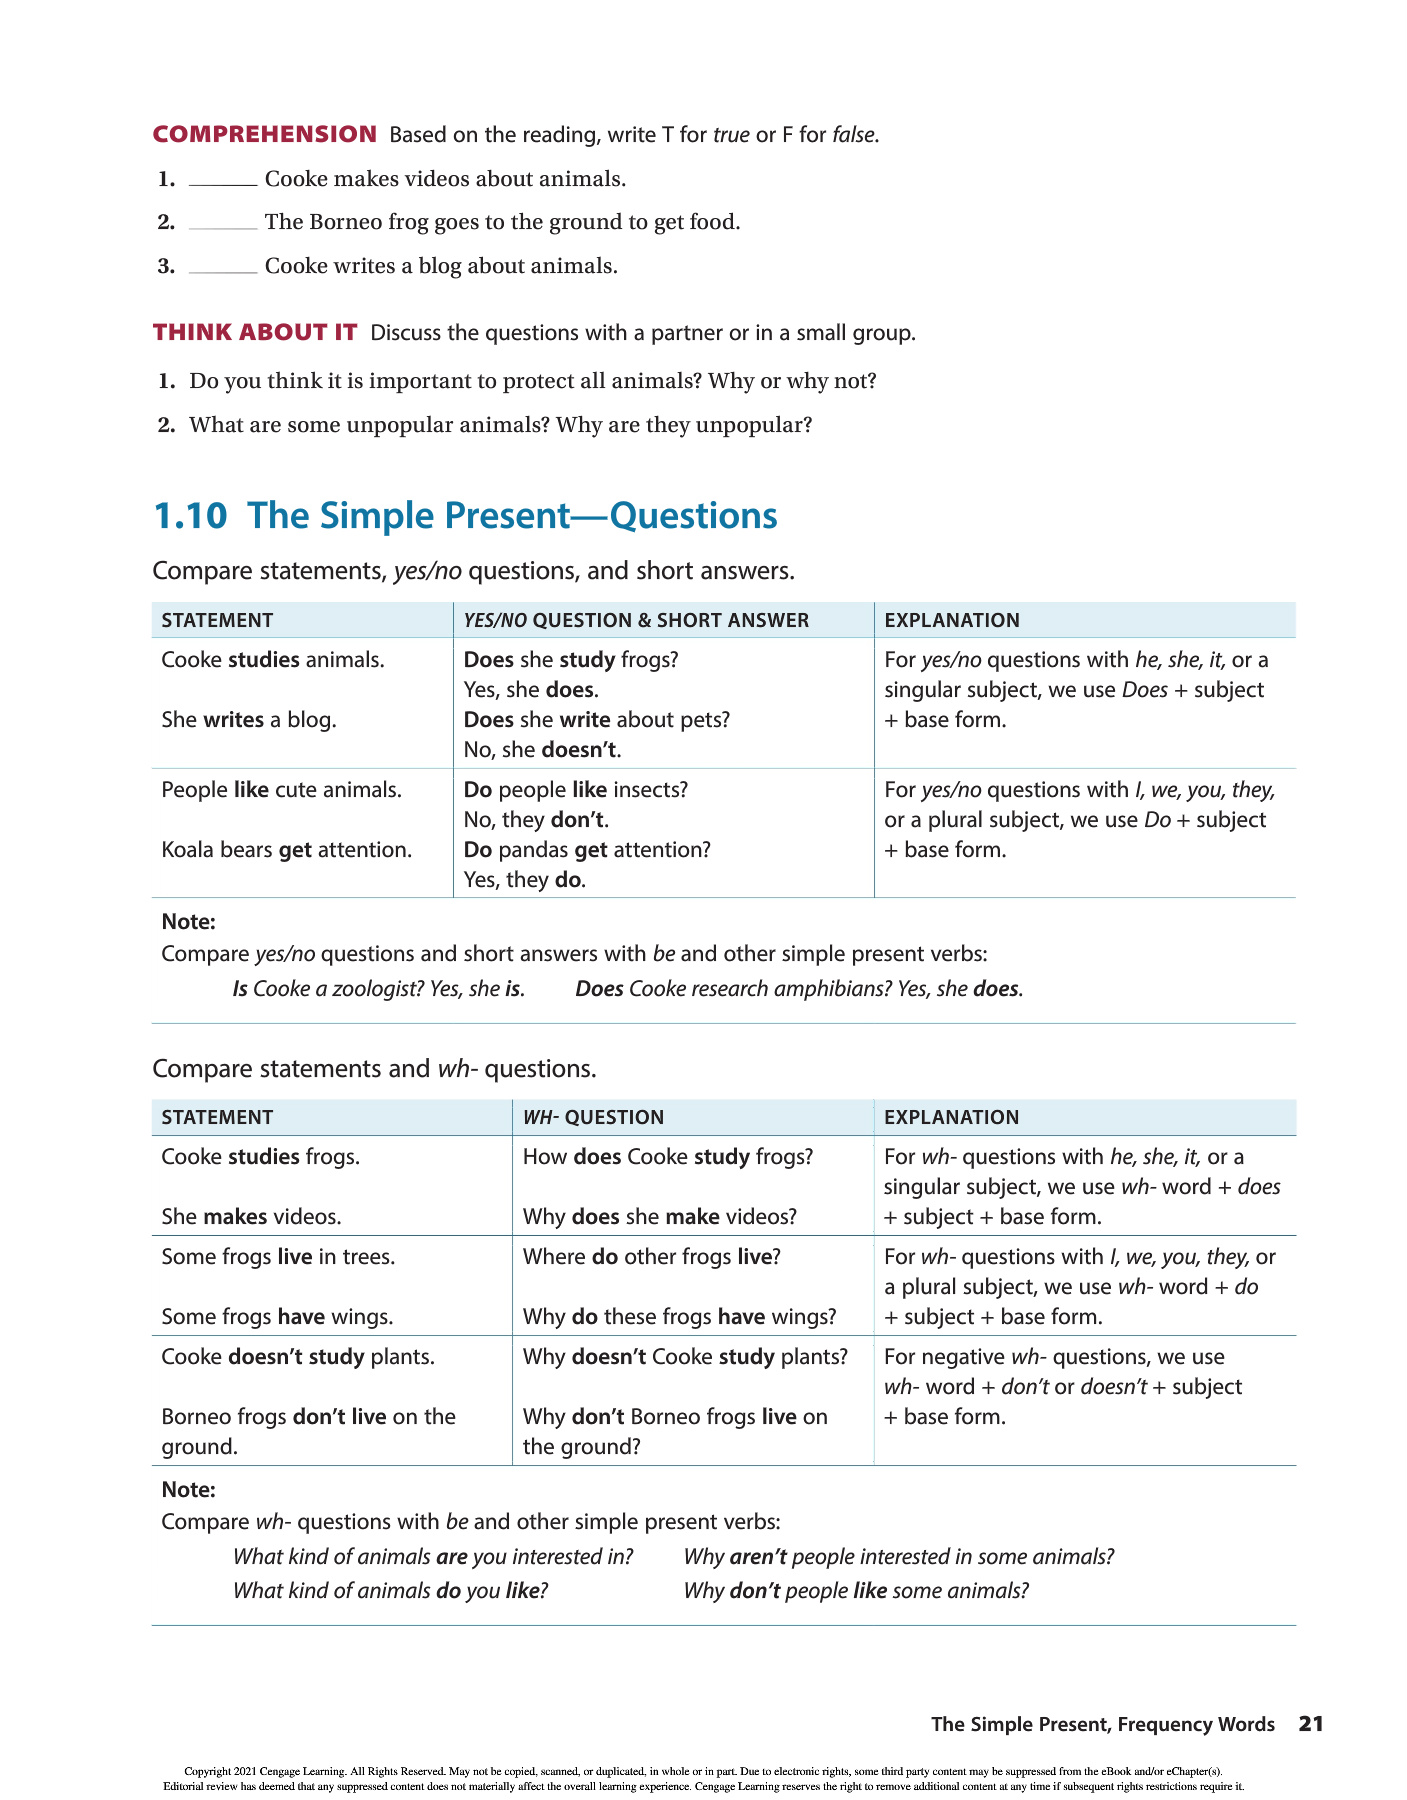 COMPREHENSION Based on the reading, write T for true or F for false.
1. ______ Cooke makes videos about animals.
2. ______ The Borneo frog goes to the ground to get food.
3. ______ Cooke writes a blog about animals.
THINK ABOUT IT Discuss the questions with a partner or in a small group.
1. Do you think it is important to protect all animals? Why or why not?
2. What are some unpopular animals? Why are they unpopular?
1.10 The Simple Present—Questions
Compare statements, yes/no questions, and short answers.
STATEMENT
YES/NO QUESTION & SHORT ANSWER
EXPLANATION
Cooke studies animals.
She writes a blog.
Does she study frogs?
Yes, she does.
Does she write about pets?
No, she doesn't.
For yes/no questions with he, she, it, or a
singular subject, we use Does + subject
+ base form.
People like cute animals.
Koala bears get attention.
Do people like insects?
No, they don't.
Do pandas get attention?
Yes, they do.
For yes/no questions with I, we, you, they,
or a plural subject, we use Do + subject
+ base form.
Note:
Compare yes/no questions and short answers with be and other simple present verbs:
Is Cooke a zoologist? Yes, she is. Does Cooke research amphibians? Yes, she does.
Compare statements and wh- questions.
STATEMENT
WH- QUESTION
EXPLANATION
Cooke studies frogs.
She makes videos.
How does Cooke study frogs?
Why does she make videos?
For wh- questions with he, she, it, or a
singular subject, we use wh- word + does
+ subject + base form.
Some frogs live in trees.
Some frogs have wings.
Where do other frogs live?
Why do these frogs have wings?
For wh- questions with I, we, you, they, or
a plural subject, we use wh- word + do
+ subject + base form.
Cooke doesn't study plants.
Borneo frogs don't live on the
ground.
Why doesn't Cooke study plants?
Why don't Borneo frogs live on
the ground?
For negative wh- questions, we use
wh- word + don't or doesn't + subject
+ base form.
Note:
Compare wh- questions with be and other simple present verbs:
What kind of animals are you interested in? Why aren't people interested in some animals?
What kind of animals do you like? Why don't people like some animals?
The Simple Present, Frequency Words 21
Copyright 2021 Cengage Learning. All Rights Reserved. May not be copied, scanned, or duplicated, in whole or in part. Due to electronic rights, some third party content may be suppressed from the eBook and/or eChapter(s).
Editorial review has deemed that any suppressed content does not materially affect the overall learning experience. Cengage Learning reserves the right to remove additional content at any time if subsequent rights restrictions require it.